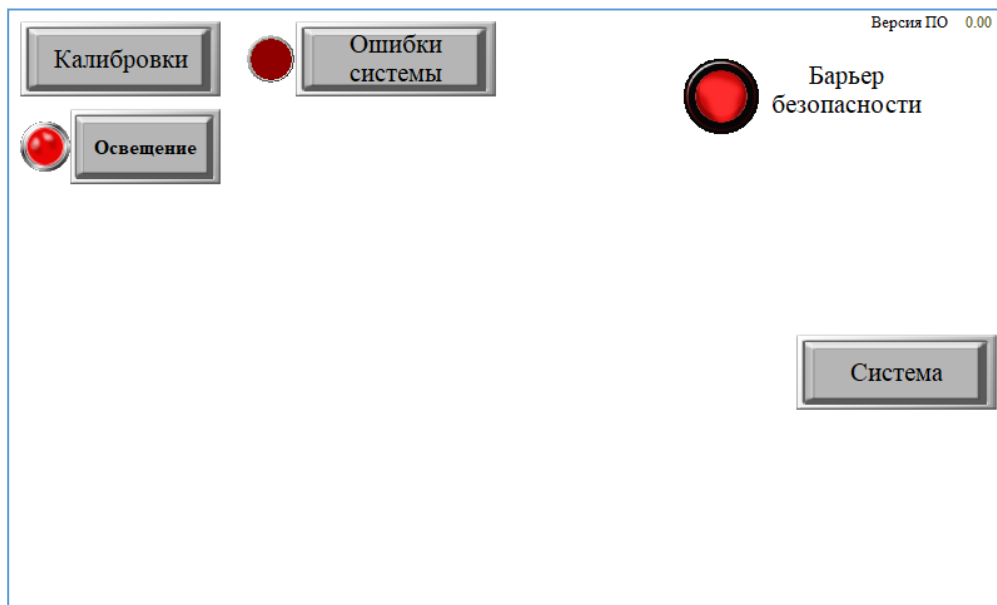 Версия ПО 0.00
Калибровки
Ошибки
системы
Барьер
безопасности
Освещение
Система